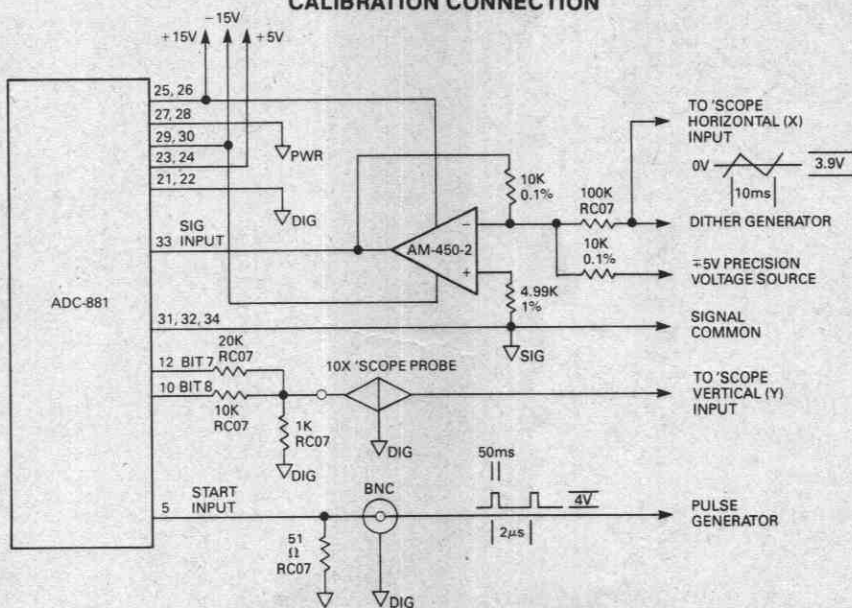 CALIBRATION CONNECTION
−15V
+15V
+5V
25, 26
27, 28
29, 30
PWR
23, 24
21, 22
DIG
SIG
33 INPUT
ADC-881
AM-450-2
−
+
10K
0.1%
100K
RC07
10K
0.1%
4.99K
1%
TO 'SCOPE
HORIZONTAL (X)
INPUT
0V
3.9V
10ms
DITHER GENERATOR
∓5V PRECISION
VOLTAGE SOURCE
SIGNAL
COMMON
31, 32, 34
SIG
20K
RC07
12 BIT 7
10 BIT 8
10K
RC07
1K
RC07
DIG
10X 'SCOPE PROBE
DIG
TO 'SCOPE
VERTICAL (Y)
INPUT
50ms
4V
2μs
START
5 INPUT
BNC
PULSE
GENERATOR
51
Ω
RC07
DIG